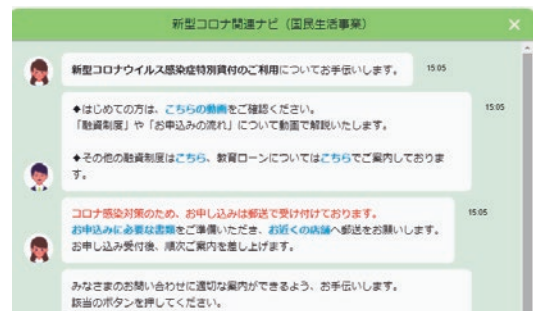 新型コロナ関連ナビ（国民生活事業）
×
新型コロナウイルス感染症特別貸付のご利用についてお手伝いします。
15:05
◆はじめての方は、こちらの動画をご確認ください。
15:05
「融資制度」や「お申込みの流れ」について動画で解説いたします。
◆その他の融資制度はこちら、教育ローンについてはこちらでご案内しておりま
す。
コロナ感染対策のため、お申し込みは郵送で受け付けております。
15:05
お申し込みに必要な書類をご準備いただき、お近くの店舗へ郵送をお願いします。
お申し込み受付後、順次ご案内を差し上げます。
みなさまのお問い合わせに適切な案内ができるよう、お手伝いします。
該当のボタンを押してください。